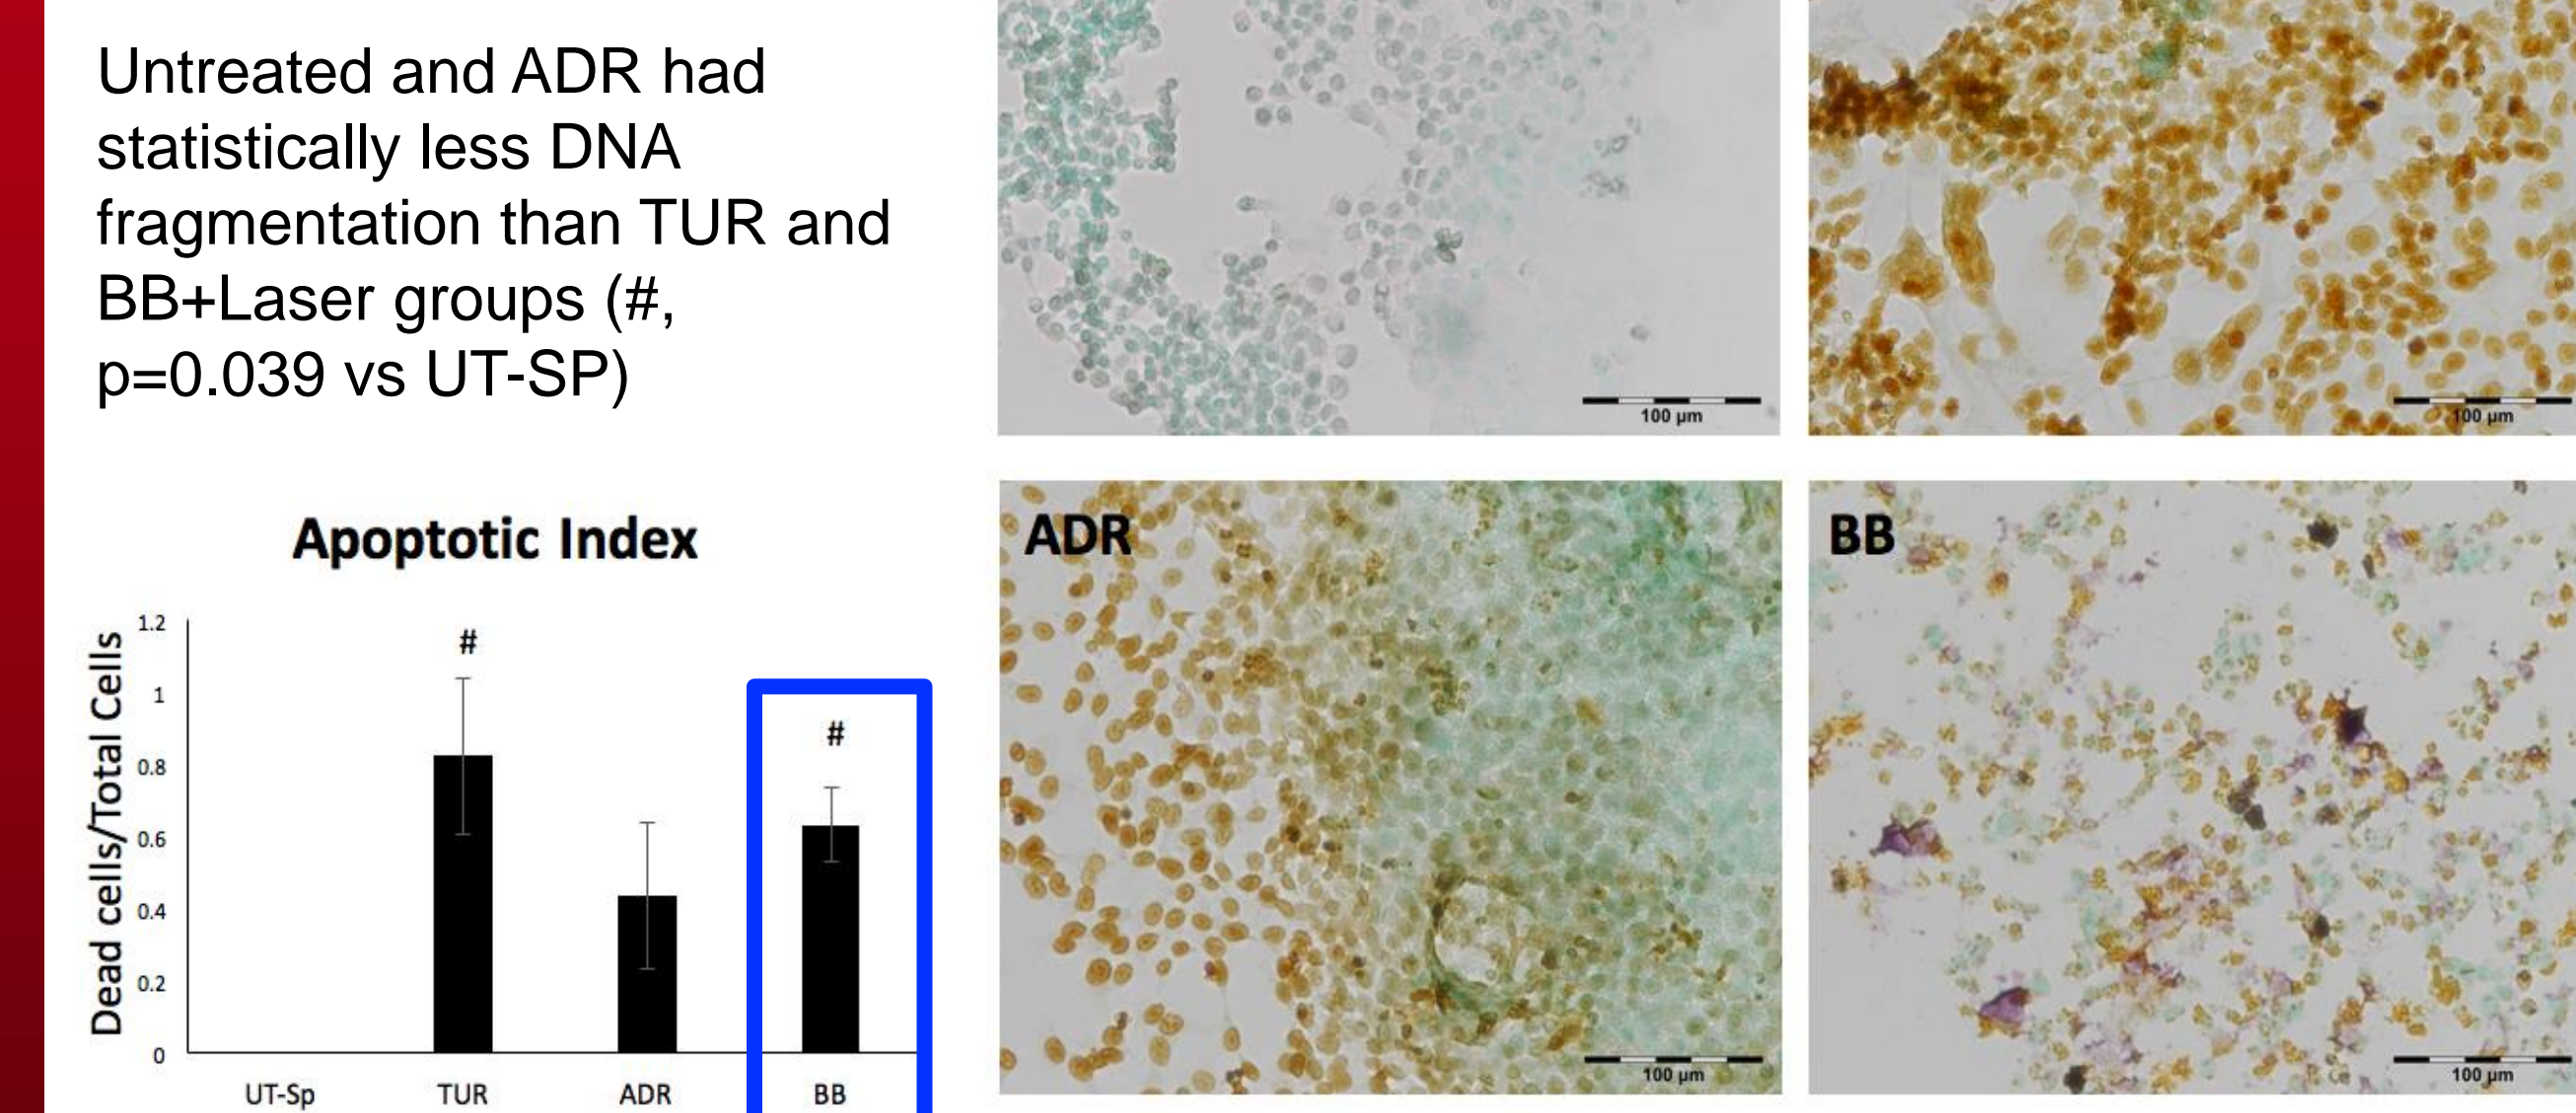 Untreated and ADR had
statistically less DNA
fragmentation than TUR and
BB+Laser groups (#,
p=0.039 vs UT-SP)
100 µm
100 µm
Apoptotic Index
Dead cells/Total Cells
1.2
1
0.8
0.6
0.4
0.2
0
#
#
UT-Sp
TUR
ADR
BB
ADR
100 µm
BB
100 µm